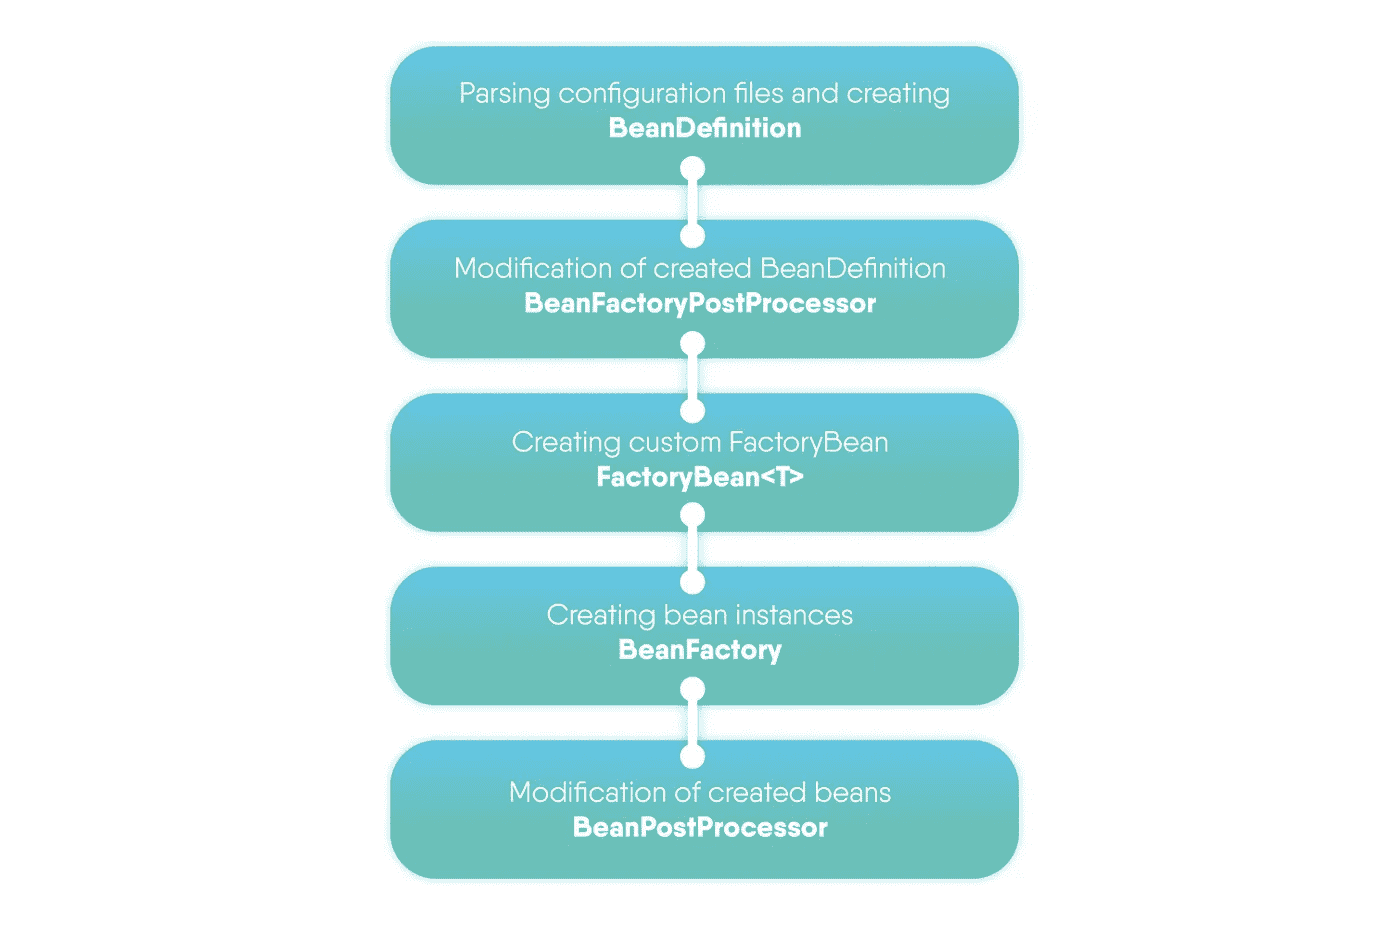 Parsing configuration files and creating
BeanDefinition
Modification of created BeanDefinition
BeanFactoryPostProcessor
Creating custom FactoryBean
FactoryBean<T>
Creating bean instances
BeanFactory
Modification of created beans
BeanPostProcessor